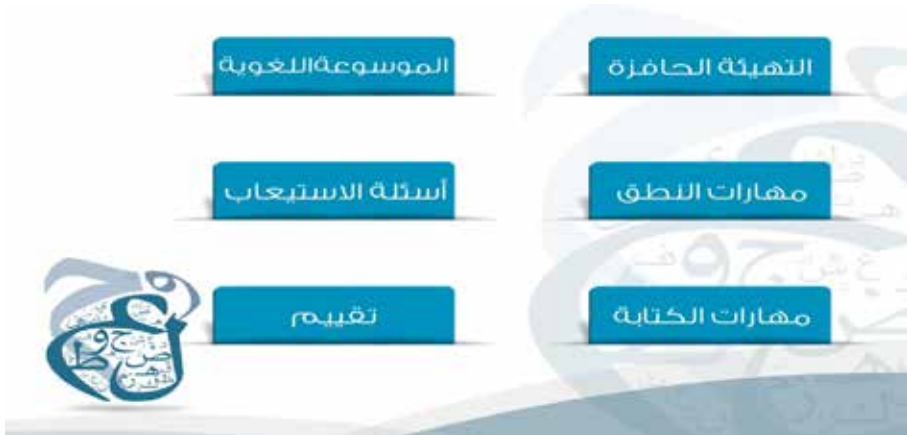 التهيئة الحافزة
الموسوعةاللغوية
مهارات النطق
أسئلة الاستيعاب
مهارات الكتابة
تقييم